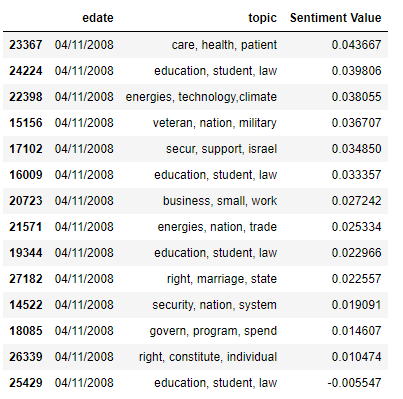 edate topic Sentiment Value
23367 04/11/2008 care, health, patient 0.043667
24224 04/11/2008 education, student, law 0.039806
22398 04/11/2008 energies, technology,climate 0.038055
15156 04/11/2008 veteran, nation, military 0.036707
17102 04/11/2008 secur, support, israel 0.034850
16009 04/11/2008 education, student, law 0.033357
20723 04/11/2008 business, small, work 0.027242
21571 04/11/2008 energies, nation, trade 0.025334
19344 04/11/2008 education, student, law 0.022966
27182 04/11/2008 right, marriage, state 0.022557
14522 04/11/2008 security, nation, system 0.019091
18085 04/11/2008 govern, program, spend 0.014607
26339 04/11/2008 right, constitute, individual 0.010474
25429 04/11/2008 education, student, law -0.005547